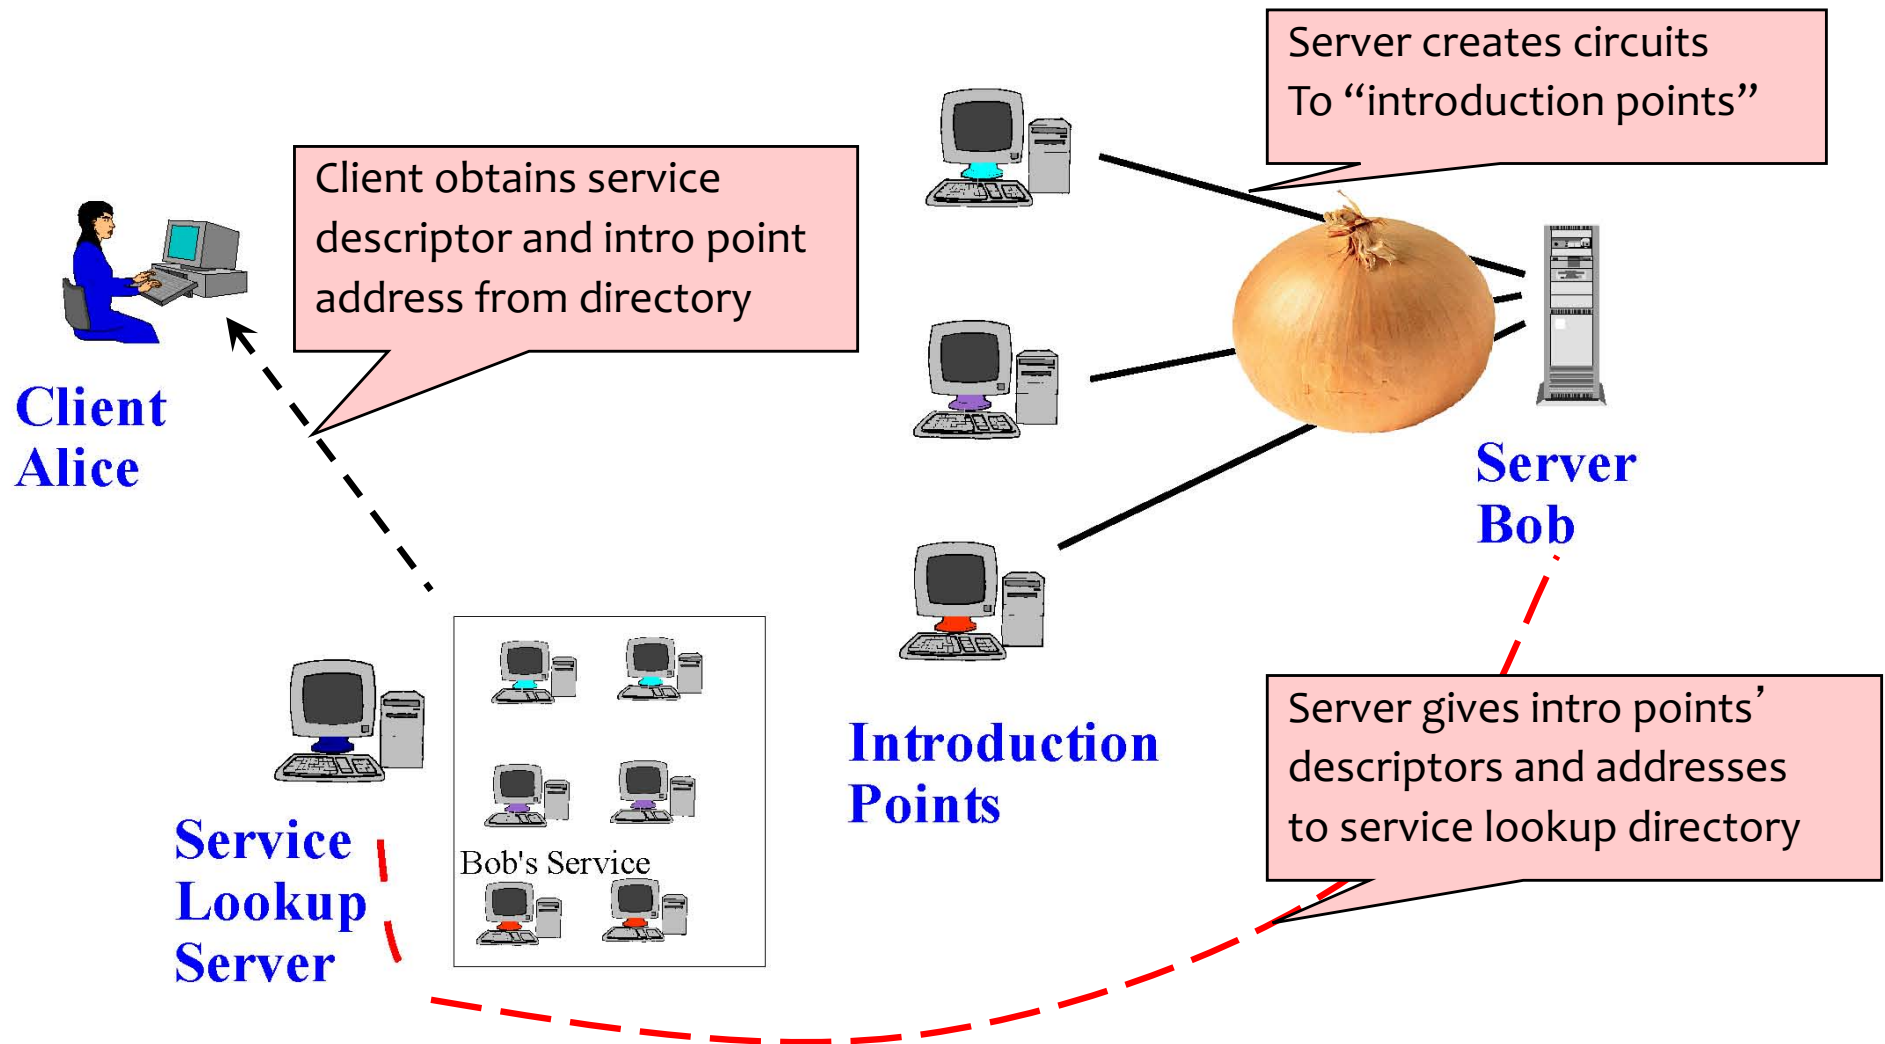 Server creates circuits
To “introduction points”
Client obtains service
descriptor and intro point
address from directory
Client
Alice
Server
Bob
Introduction
Points
Server gives intro points’
descriptors and addresses
to service lookup directory
Service
Lookup
Server
Bob's Service